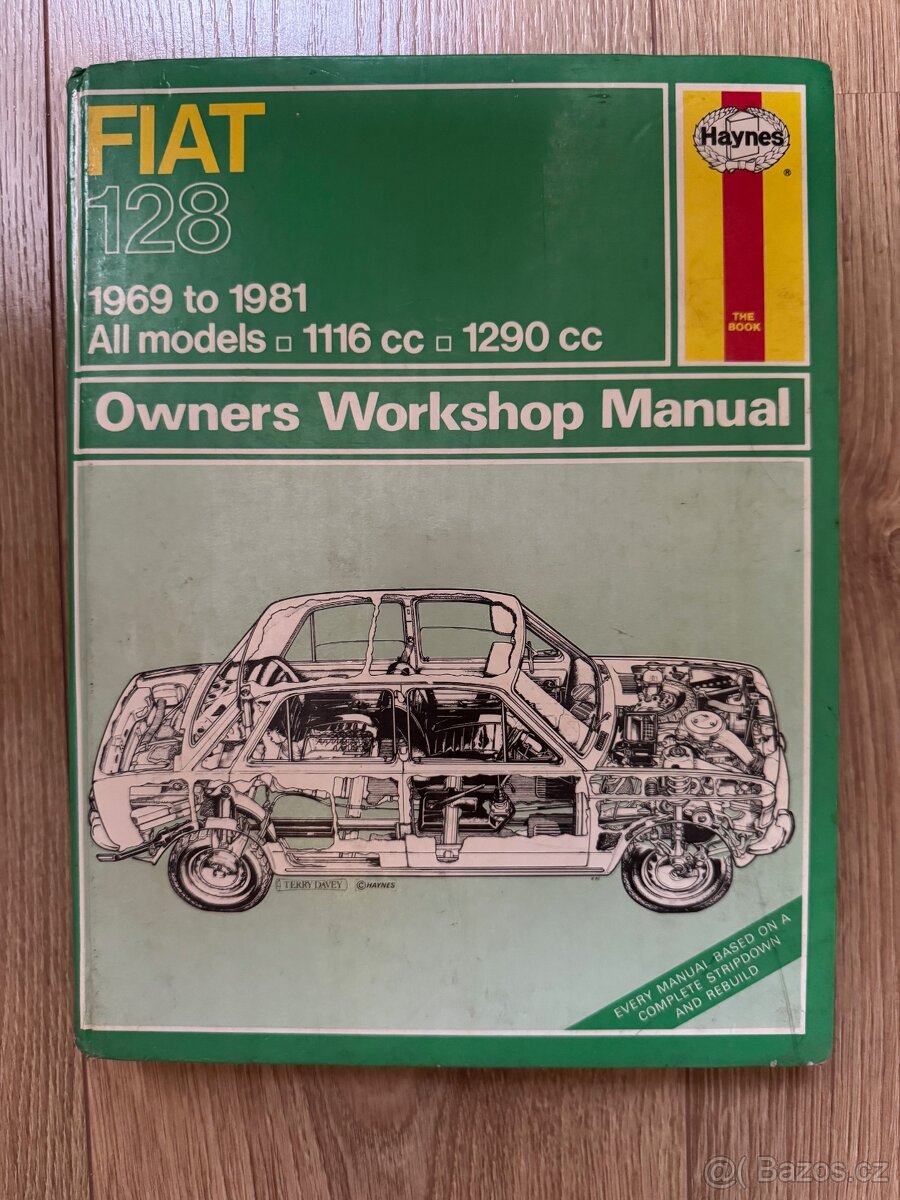 FIAT
128
1969 to 1981
All models □ 1116 cc □ 1290 cc
Haynes
®
THE
BOOK
Owners Workshop Manual
TERRY DAVEY
© HAYNES
EVERY MANUAL BASED ON A
COMPLETE STRIPDOWN
AND REBUILD
@( Bazos.cz